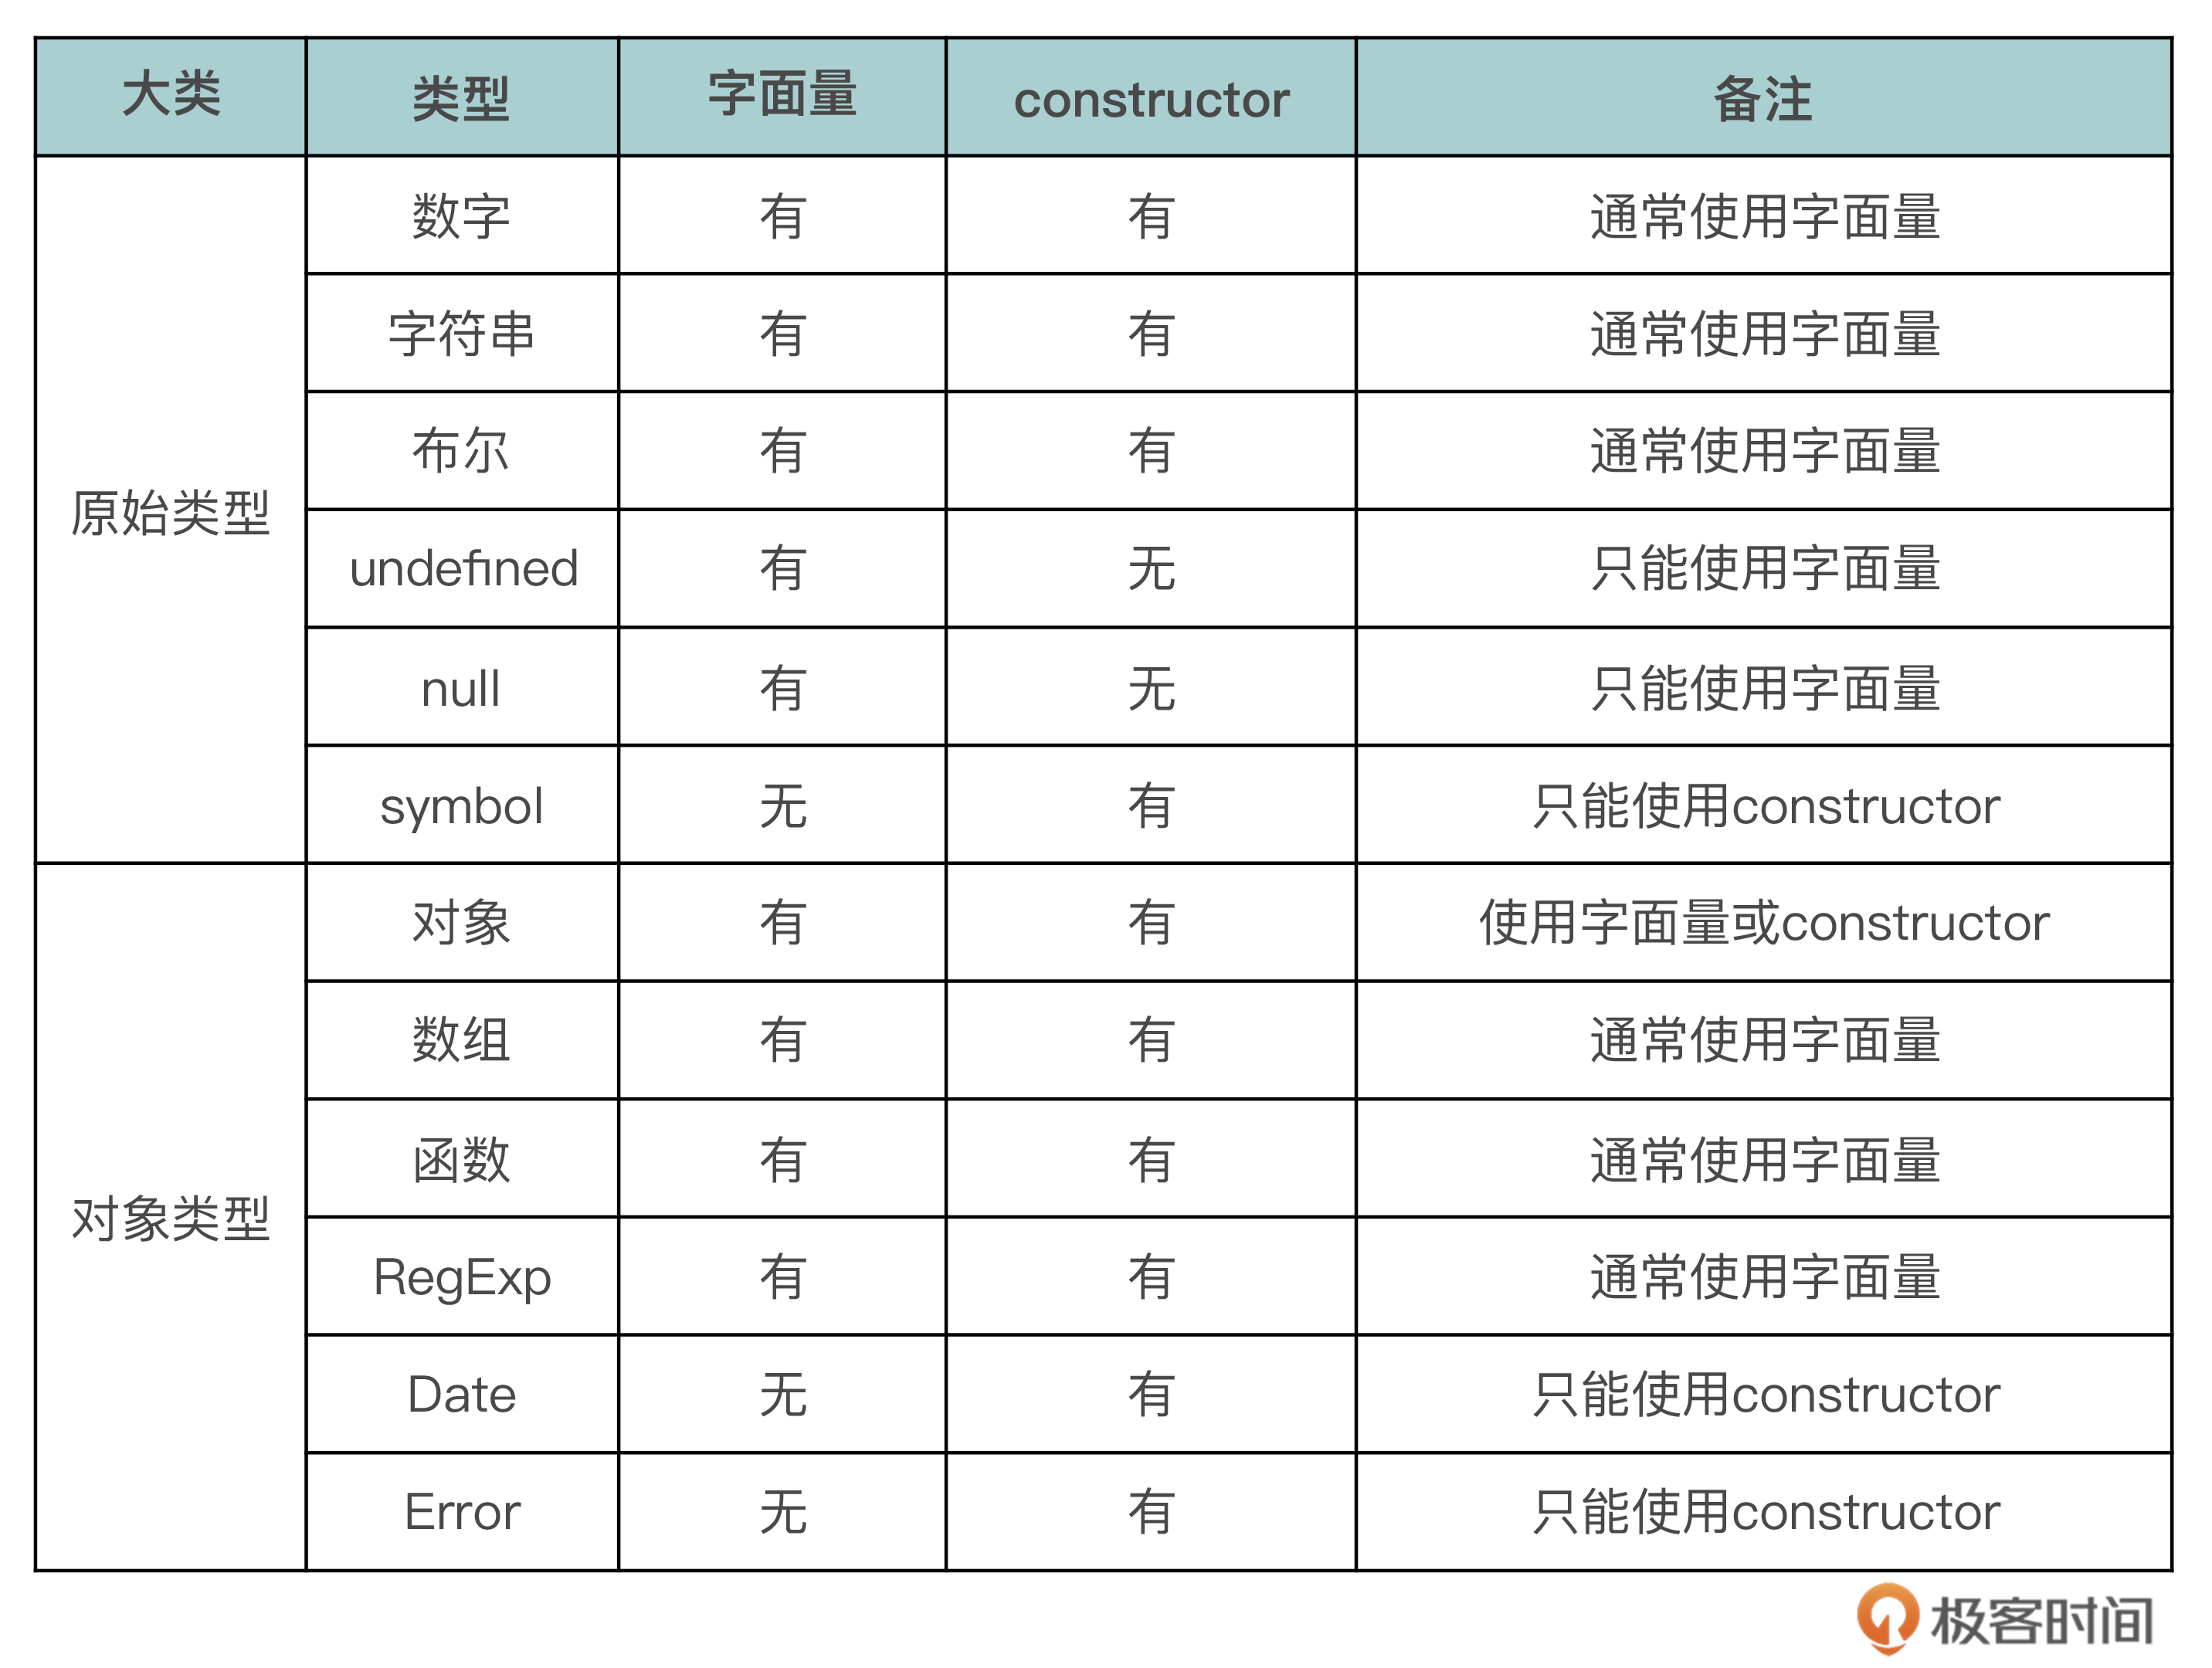 大类 类型 字面量 constructor 备注
原始类型
数字 有 有 通常使用字面量
字符串 有 有 通常使用字面量
布尔 有 有 通常使用字面量
undefined 有 无 只能使用字面量
null 有 无 只能使用字面量
symbol 无 有 只能使用constructor
对象类型
对象 有 有 使用字面量或constructor
数组 有 有 通常使用字面量
函数 有 有 通常使用字面量
RegExp 有 有 通常使用字面量
Date 无 有 只能使用constructor
Error 无 有 只能使用constructor
极客时间